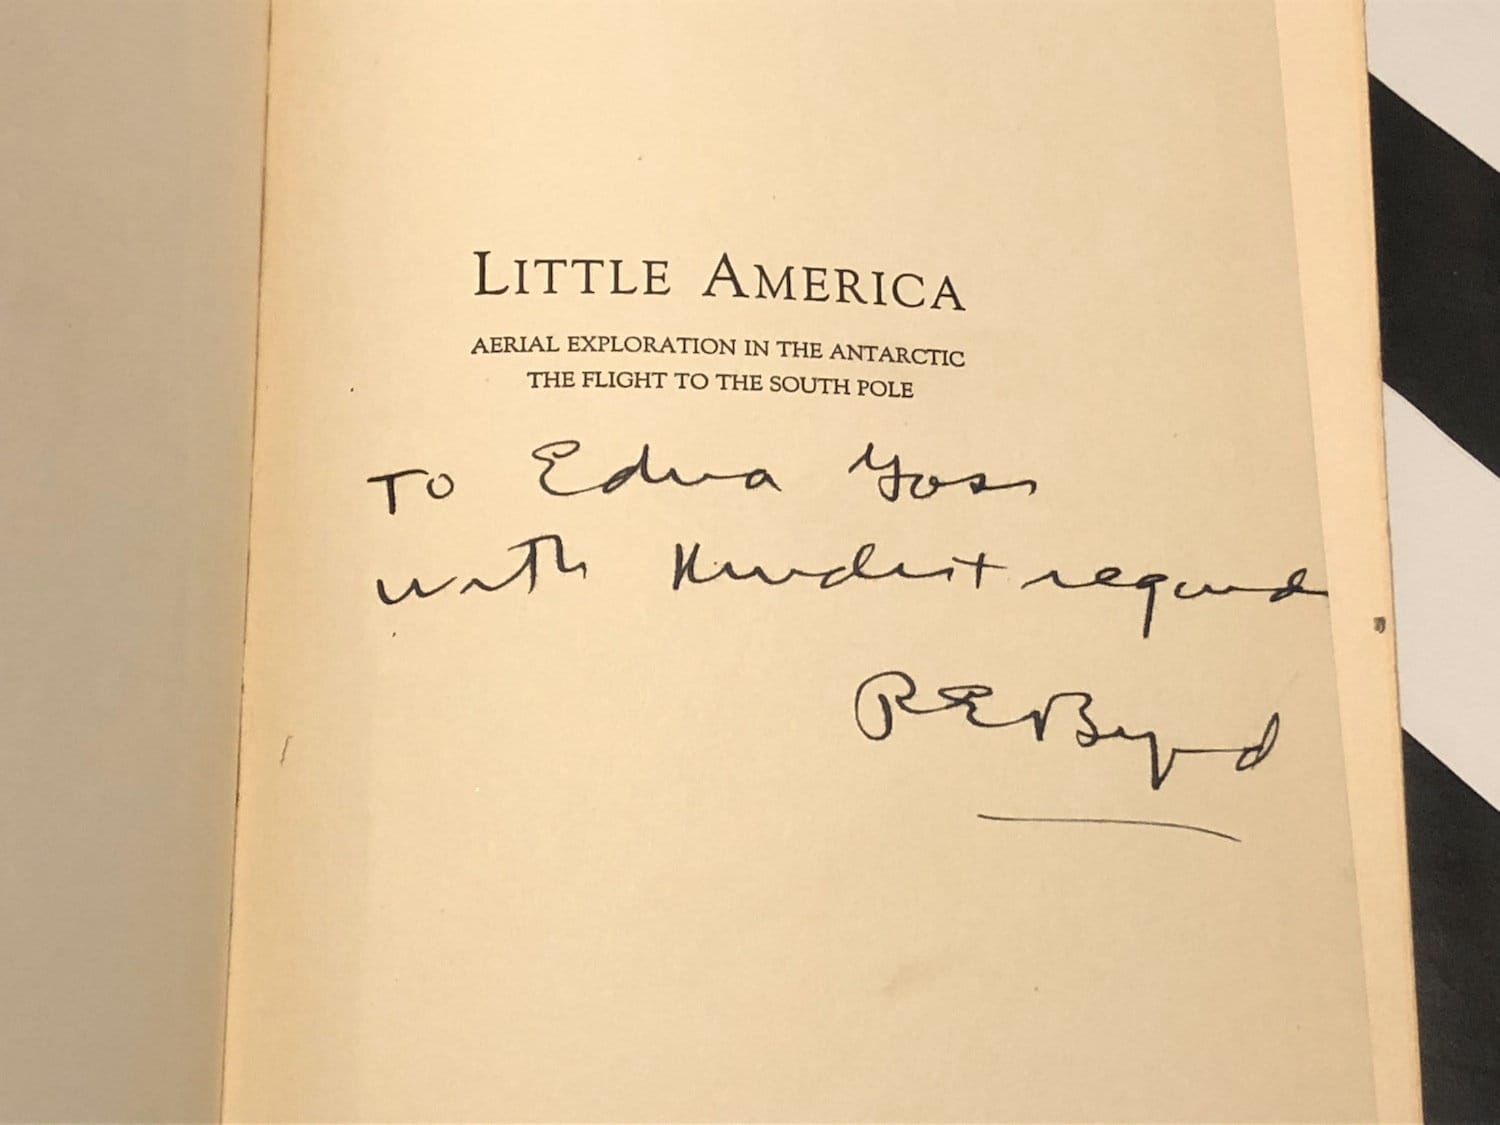 LITTLE AMERICA
AERIAL EXPLORATION IN THE ANTARCTIC
THE FLIGHT TO THE SOUTH POLE
To Edna Yoss
with Kindest regards
R E Byrd